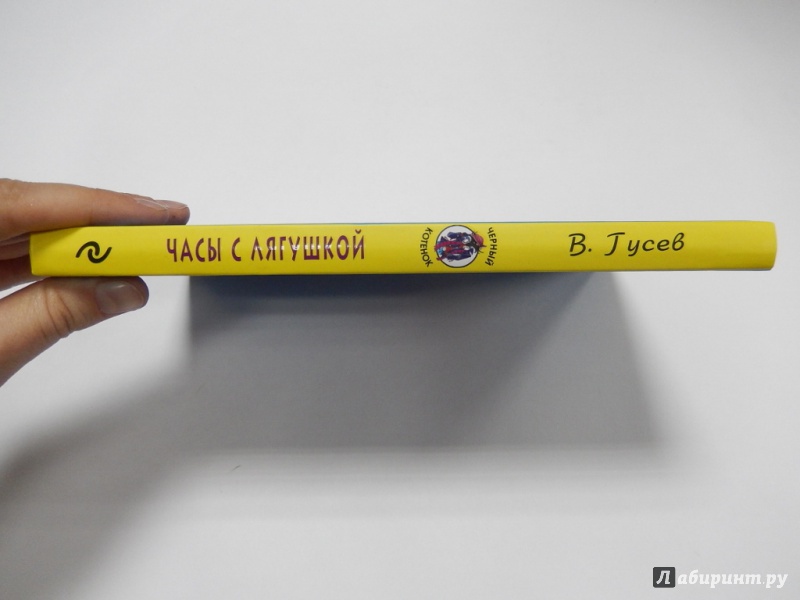 ЧАСЫ С ЛЯГУШКОЙ
ЧЕРНЫЙ
КОТЕНОК
В. Гусев
Лабиринт.ру